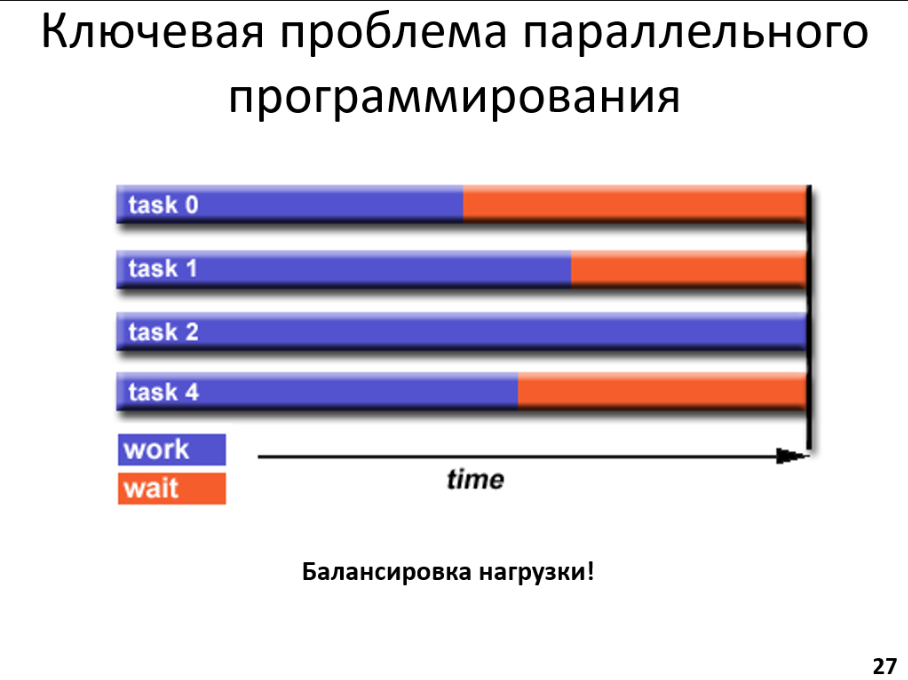 Ключевая проблема параллельного
программирования
task 0
task 1
task 2
task 4
work
wait
time
Балансировка нагрузки!
27